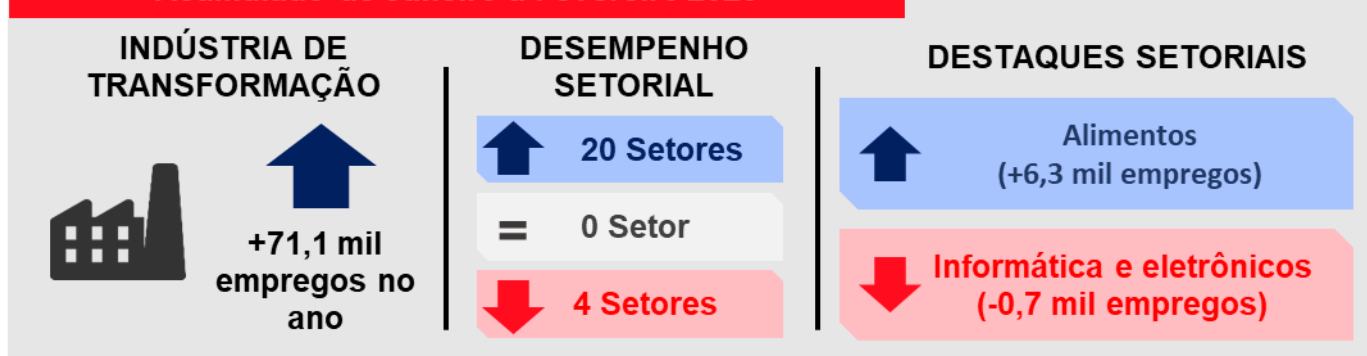 INDÚSTRIA DE
TRANSFORMAÇÃO
+71,1 mil
empregos no
ano
DESEMPENHO
SETORIAL
20 Setores
=
0 Setor
4 Setores
DESTAQUES SETORIAIS
Alimentos
(+6,3 mil empregos)
Informática e eletrônicos
(-0,7 mil empregos)